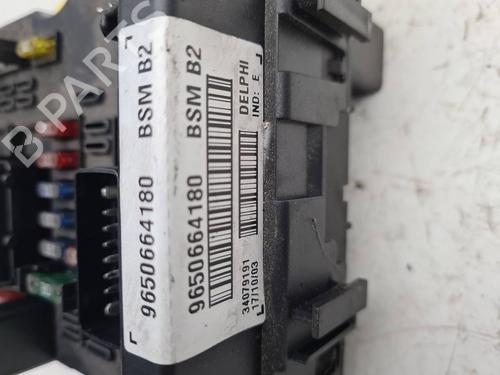 9650664180 BSM B2
9650664180 BSM B2
34079191 DELPHI
17/10/03 IND: E
B-PARTS